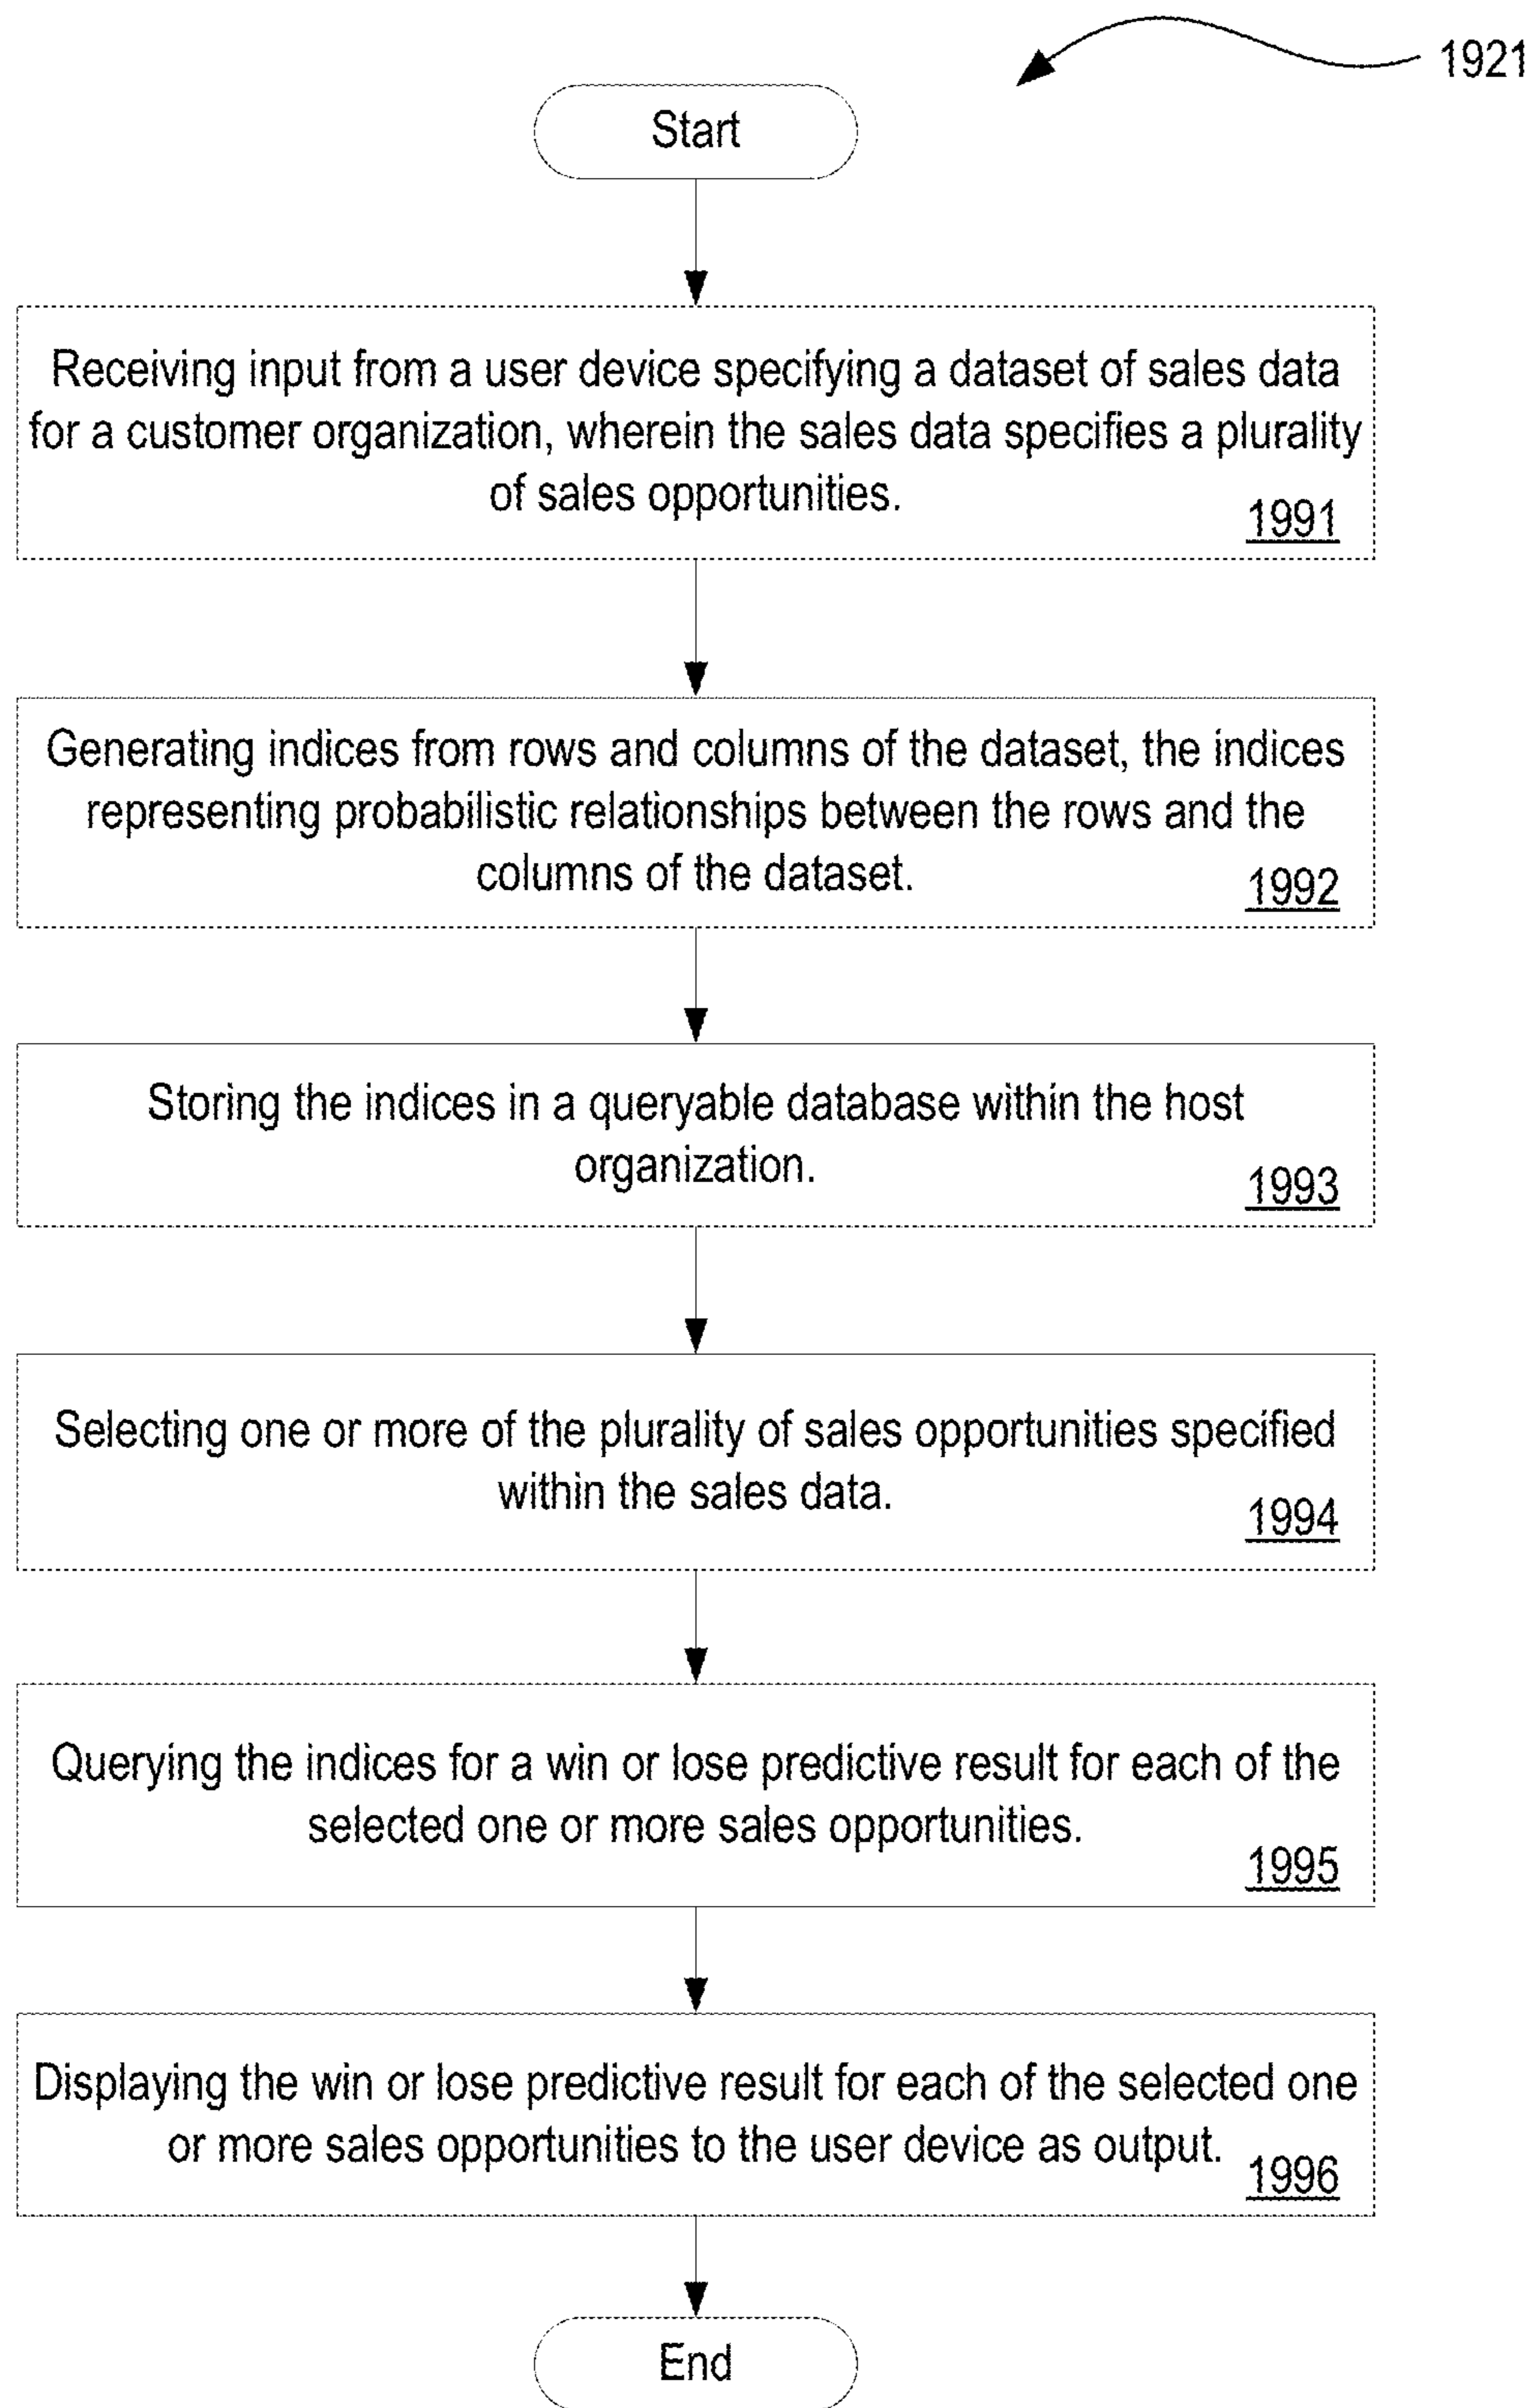 1921
Start
Receiving input from a user device specifying a dataset of sales data
for a customer organization, wherein the sales data specifies a plurality
of sales opportunities.
1991
Generating indices from rows and columns of the dataset, the indices
representing probabilistic relationships between the rows and the
columns of the dataset.
1992
Storing the indices in a queryable database within the host
organization.
1993
Selecting one or more of the plurality of sales opportunities specified
within the sales data.
1994
Querying the indices for a win or lose predictive result for each of the
selected one or more sales opportunities.
1995
Displaying the win or lose predictive result for each of the selected one
or more sales opportunities to the user device as output.
1996
End